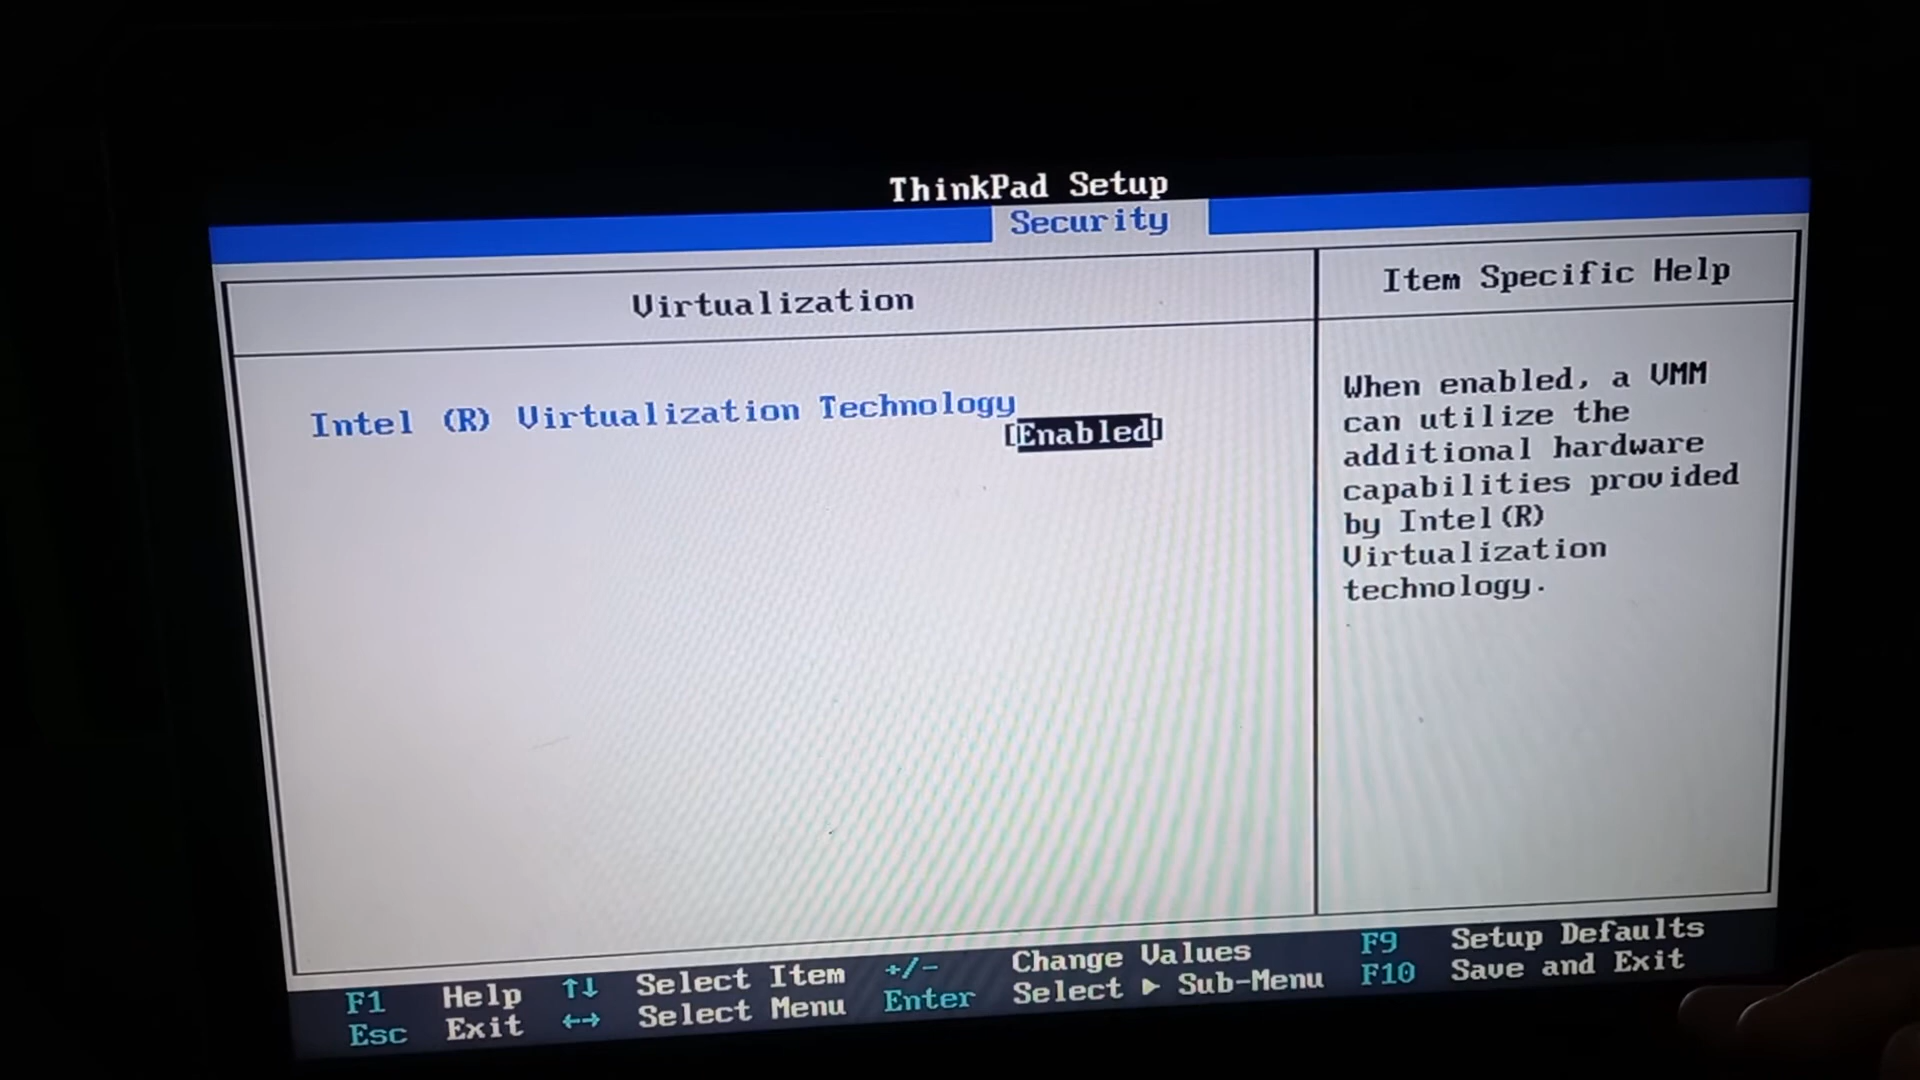 ThinkPad Setup
Security
Virtualization
Intel (R) Virtualization Technology
[Enabled]
Item Specific Help
When enabled, a VMM
can utilize the
additional hardware
capabilities provided
by Intel(R)
Virtualization
technology.
F1 Help ↑↓ Select Item +/- Change Values F9 Setup Defaults
Esc Exit ←→ Select Menu Enter Select ▶ Sub-Menu F10 Save and Exit